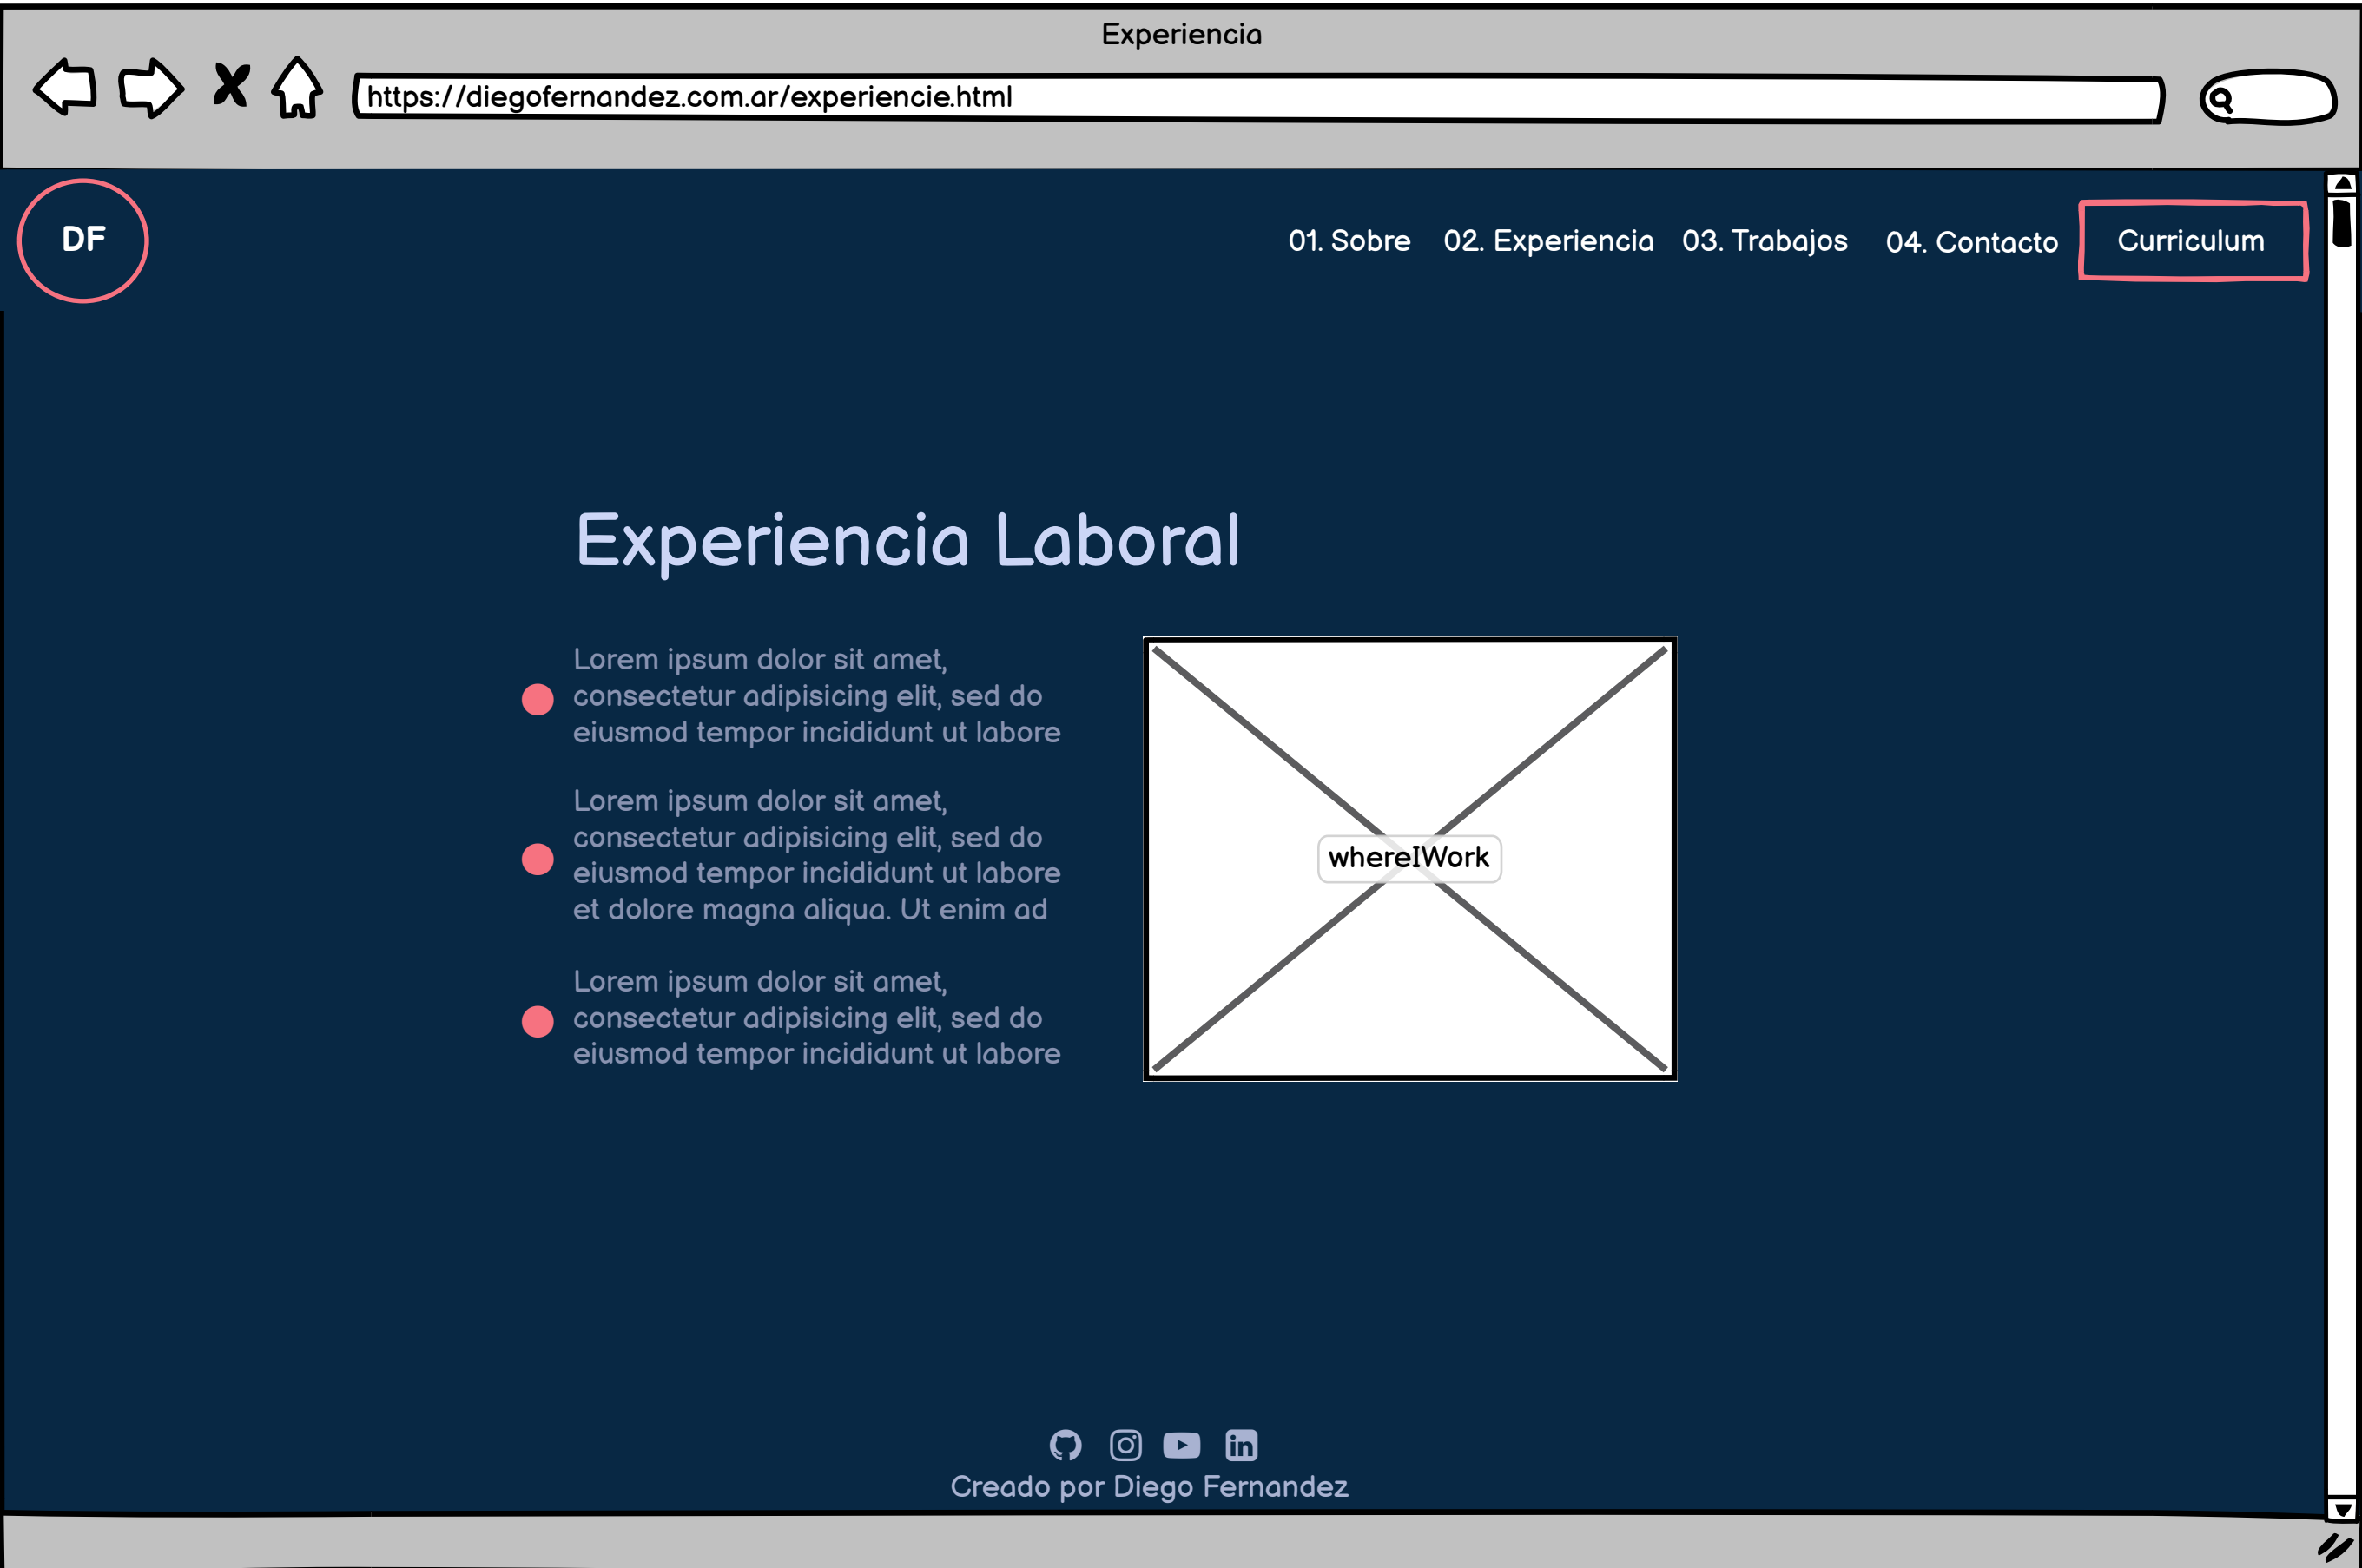 Experiencia
https://diegofernandez.com.ar/experiencie.html
DF
01. Sobre
02. Experiencia
03. Trabajos
04. Contacto
Curriculum
Experiencia Laboral
Lorem ipsum dolor sit amet,
consectetur adipisicing elit, sed do
eiusmod tempor incididunt ut labore
Lorem ipsum dolor sit amet,
consectetur adipisicing elit, sed do
eiusmod tempor incididunt ut labore
et dolore magna aliqua. Ut enim ad
Lorem ipsum dolor sit amet,
consectetur adipisicing elit, sed do
eiusmod tempor incididunt ut labore
whereIWork
in
Creado por Diego Fernandez